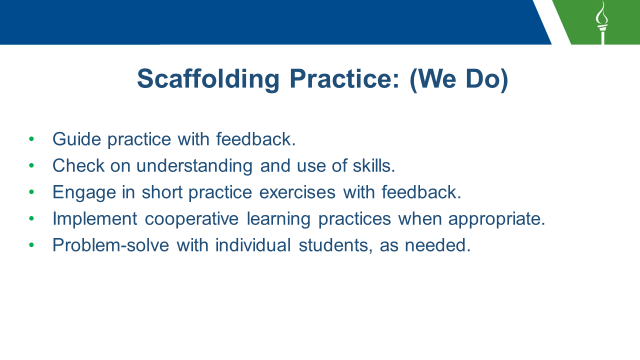 Scaffolding Practice: (We Do)
• Guide practice with feedback.
• Check on understanding and use of skills.
• Engage in short practice exercises with feedback.
• Implement cooperative learning practices when appropriate.
• Problem-solve with individual students, as needed.